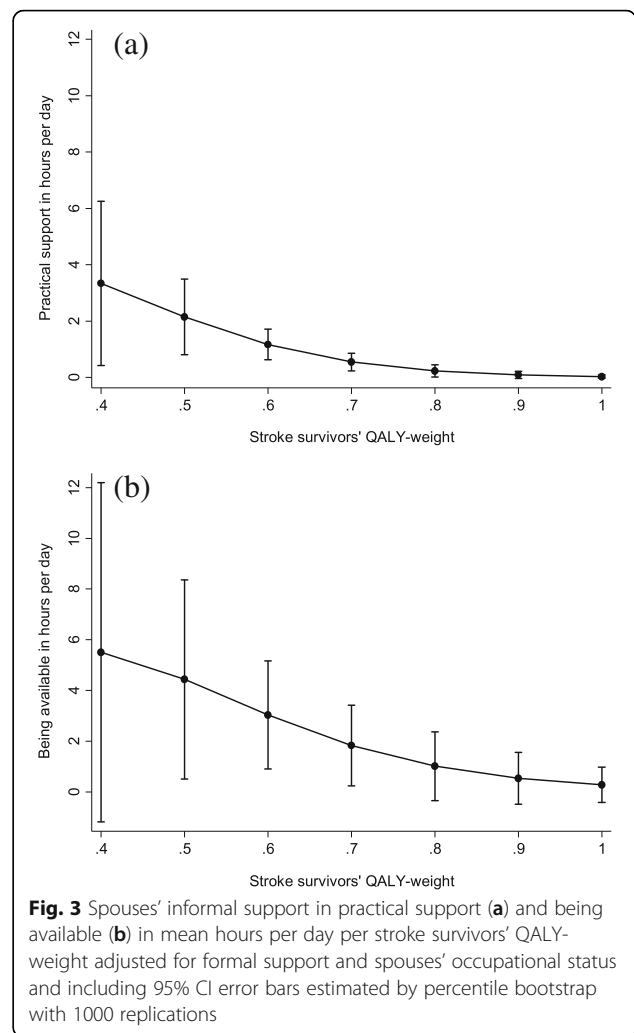 (a)
Practical support in hours per day
12
10
8
6
4
2
0
.4 .5 .6 .7 .8 .9 1
Stroke survivors' QALY-weight
(b)
Being available in hours per day
12
10
8
6
4
2
0
.4 .5 .6 .7 .8 .9 1
Stroke survivors' QALY-weight
Fig. 3 Spouses' informal support in practical support (a) and being
available (b) in mean hours per day per stroke survivors' QALY-
weight adjusted for formal support and spouses' occupational status
and including 95% CI error bars estimated by percentile bootstrap
with 1000 replications